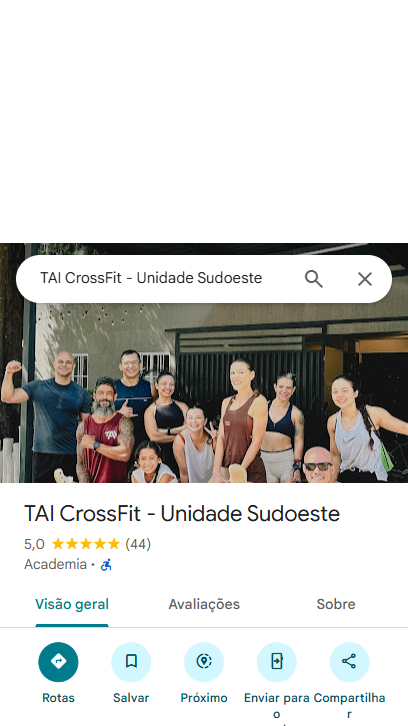 TAI CrossFit - Unidade Sudoeste
TAI CrossFit - Unidade Sudoeste
5,0 ★★★★★ (44)
Academia ·
Visão geral Avaliações Sobre
Rotas Salvar Próximo Enviar para o Compartilhar